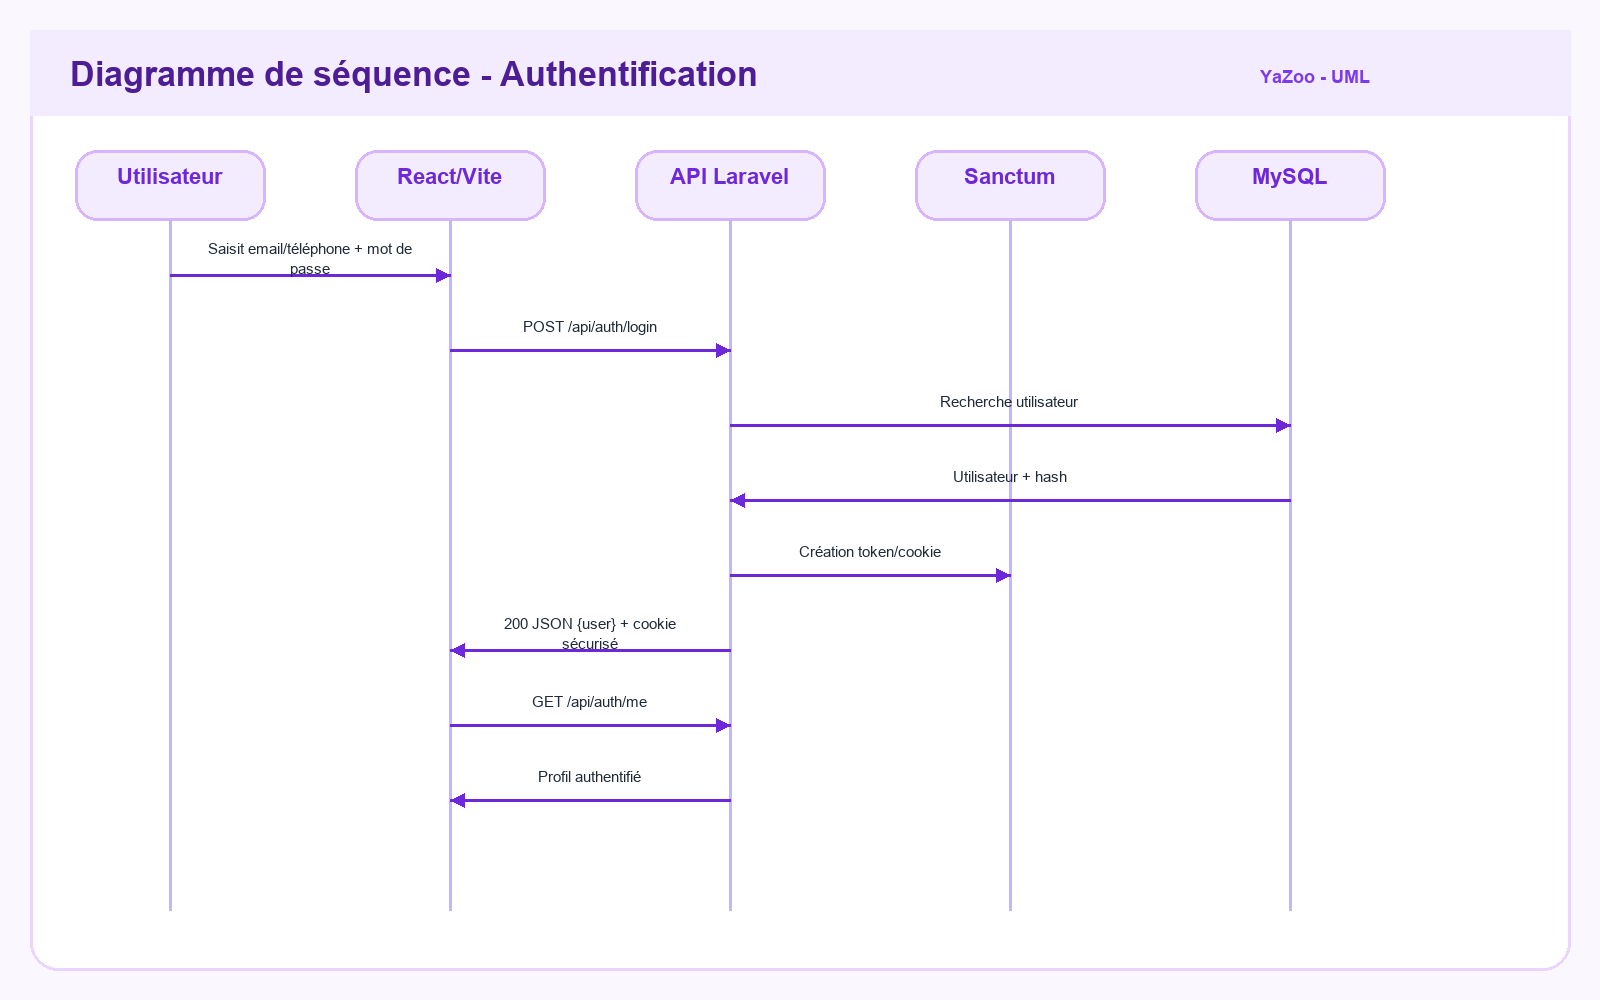 Diagramme de séquence - Authentification
YaZoo - UML
Utilisateur
React/Vite
API Laravel
Sanctum
MySQL
Saisit email/téléphone + mot de
passe
POST /api/auth/login
Recherche utilisateur
Utilisateur + hash
Création token/cookie
200 JSON {user} + cookie
sécurisé
GET /api/auth/me
Profil authentifié